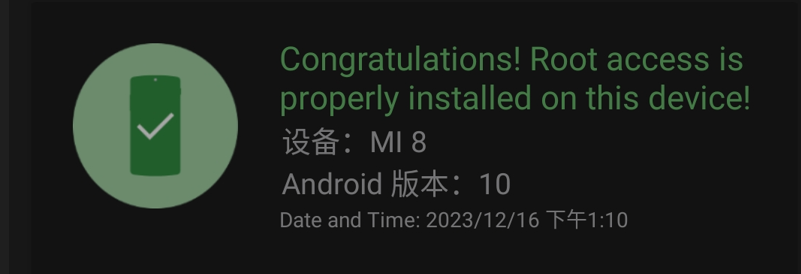 Congratulations! Root access is
properly installed on this device!
设备：MI 8
Android 版本：10
Date and Time: 2023/12/16 下午1:10